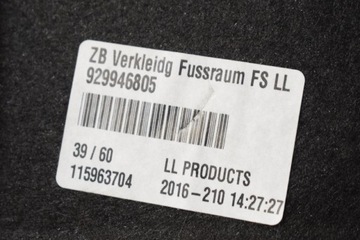 ZB Verkleidg Fussraum FS LL
929946805
39 / 60
LL PRODUCTS
115963704
2016-210 14:27:27